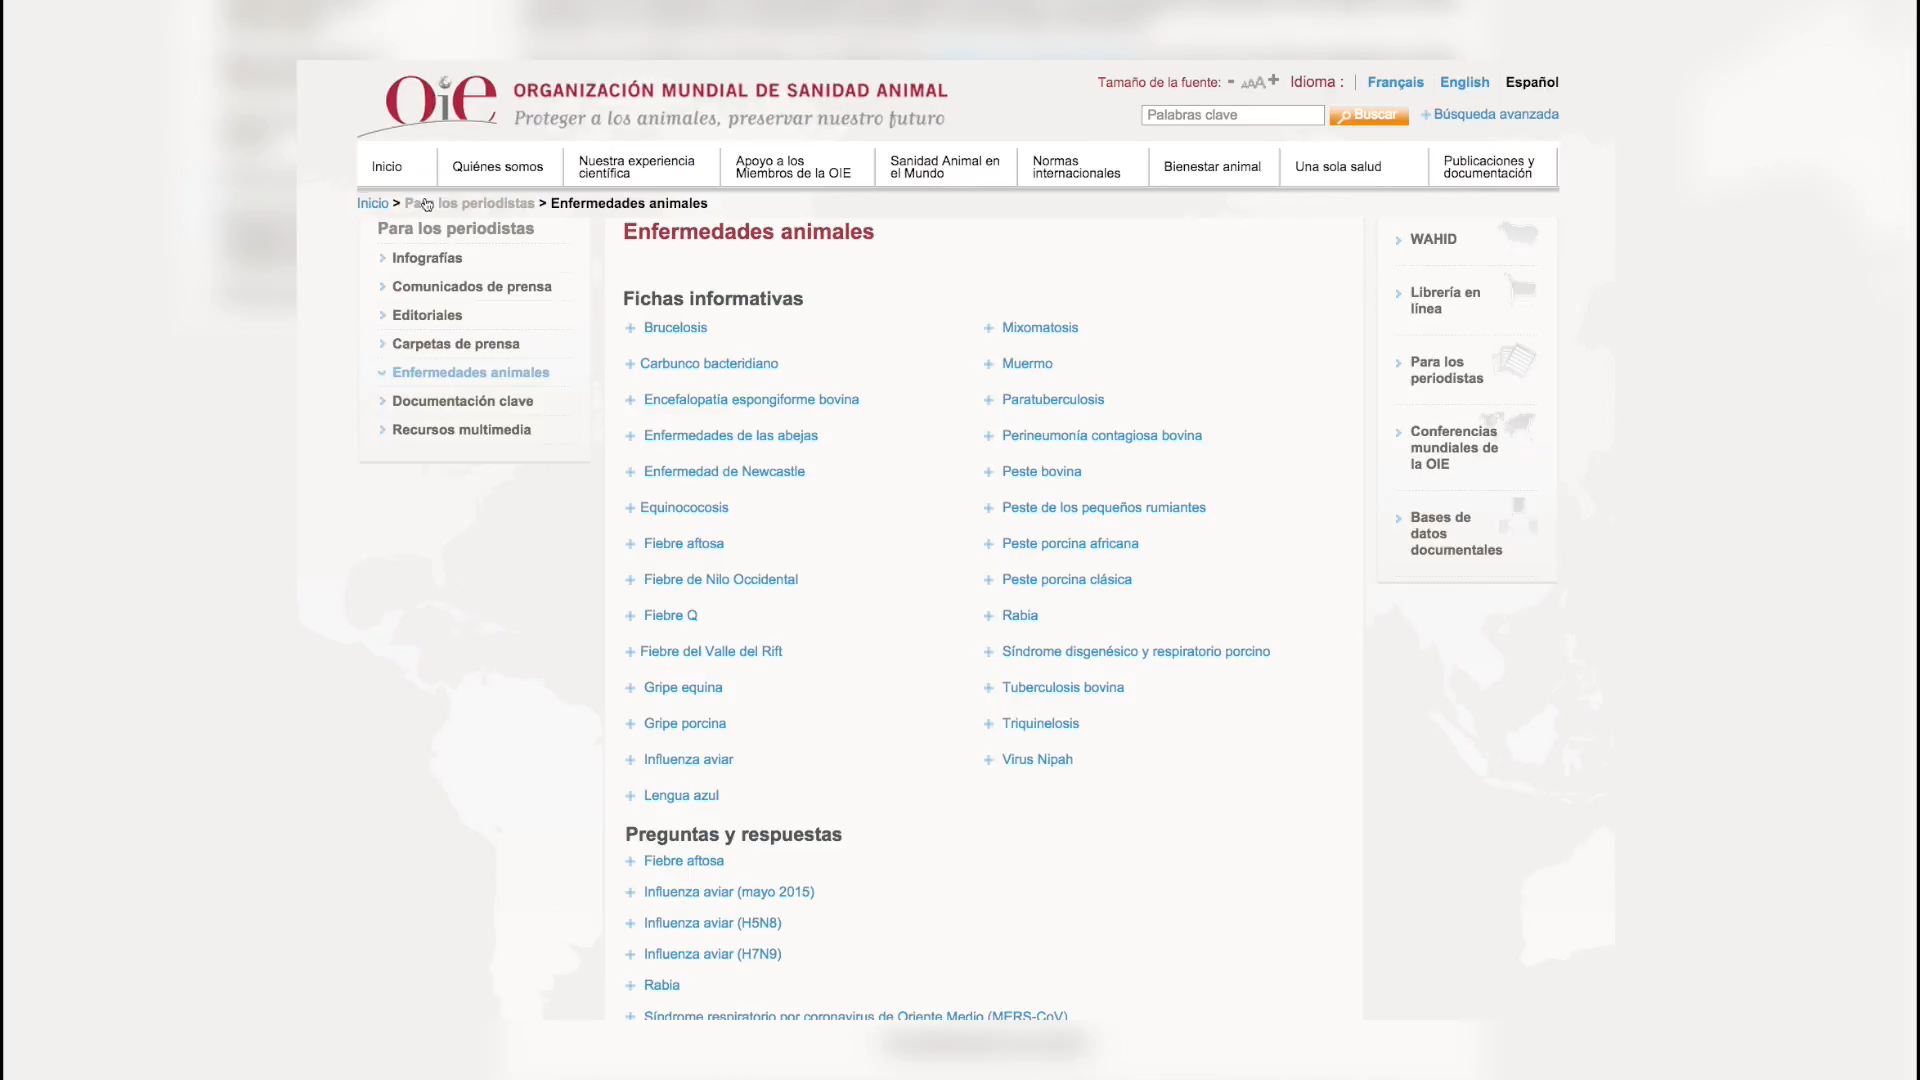 OIE
ORGANIZACIÓN MUNDIAL DE SANIDAD ANIMAL
Proteger a los animales, preservar nuestro futuro
Tamaño de la fuente: - AAA + Idioma : | Français English Español
Palabras clave
Buscar
+ Búsqueda avanzada
Inicio
Quiénes somos
Nuestra experiencia
científica
Apoyo a los
Miembros de la OIE
Sanidad Animal en
el Mundo
Normas
internacionales
Bienestar animal
Una sola salud
Publicaciones y
documentación
Inicio > Para los periodistas > Enfermedades animales
Para los periodistas
Infografías
Comunicados de prensa
Editoriales
Carpetas de prensa
Enfermedades animales
Documentación clave
Recursos multimedia
Enfermedades animales
Fichas informativas
+ Brucelosis
+ Carbunco bacteridiano
+ Encefalopatía espongiforme bovina
+ Enfermedades de las abejas
+ Enfermedad de Newcastle
+ Equinococosis
+ Fiebre aftosa
+ Fiebre de Nilo Occidental
+ Fiebre Q
+ Fiebre del Valle del Rift
+ Gripe equina
+ Gripe porcina
+ Influenza aviar
+ Lengua azul
+ Mixomatosis
+ Muermo
+ Paratuberculosis
+ Perineumonía contagiosa bovina
+ Peste bovina
+ Peste de los pequeños rumiantes
+ Peste porcina africana
+ Peste porcina clásica
+ Rabia
+ Síndrome disgenésico y respiratorio porcino
+ Tuberculosis bovina
+ Triquinelosis
+ Virus Nipah
Preguntas y respuestas
+ Fiebre aftosa
+ Influenza aviar (mayo 2015)
+ Influenza aviar (H5N8)
+ Influenza aviar (H7N9)
+ Rabia
+ Síndrome respiratorio por coronavirus de Oriente Medio (MERS-CoV)
WAHID
Librería en
línea
Para los
periodistas
Conferencias
mundiales de
la OIE
Bases de
datos
documentales